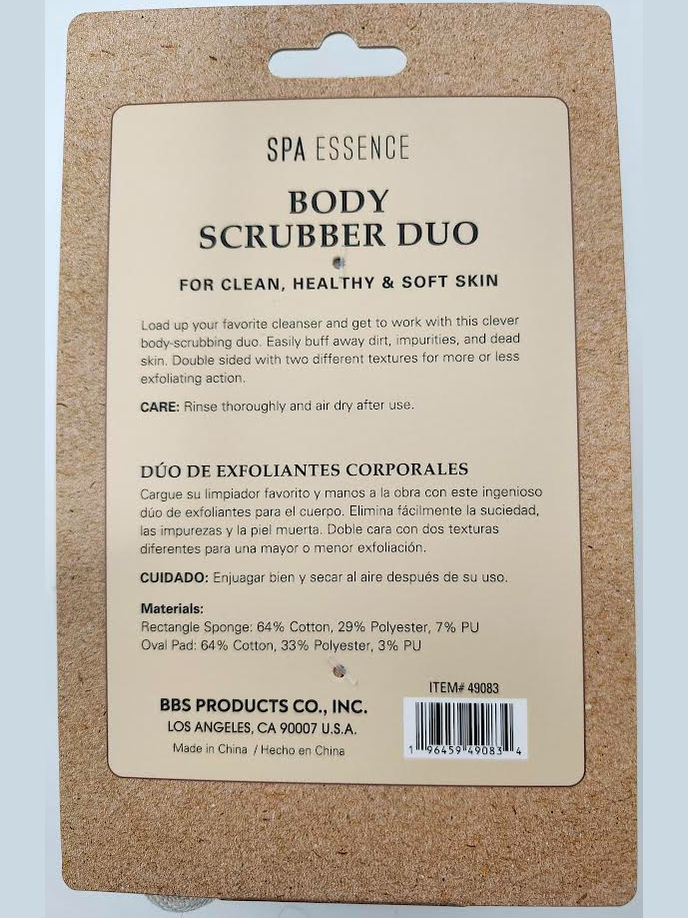 SPA ESSENCE
BODY
SCRUBBER DUO
FOR CLEAN, HEALTHY & SOFT SKIN
Load up your favorite cleanser and get to work with this clever
body-scrubbing duo. Easily buff away dirt, impurities, and dead
skin. Double sided with two different textures for more or less
exfoliating action.
CARE: Rinse thoroughly and air dry after use.
DÚO DE EXFOLIANTES CORPORALES
Cargue su limpiador favorito y manos a la obra con este ingenioso
dúo de exfoliantes para el cuerpo. Elimina fácilmente la suciedad,
las impurezas y la piel muerta. Doble cara con dos texturas
diferentes para una mayor o menor exfoliación.
CUIDADO: Enjuagar bien y secar al aire después de su uso.
Materials:
Rectangle Sponge: 64% Cotton, 29% Polyester, 7% PU
Oval Pad: 64% Cotton, 33% Polyester, 3% PU
BBS PRODUCTS CO., INC.
LOS ANGELES, CA 90007 U.S.A.
Made in China / Hecho en China
ITEM# 49083
1 96459 49083 4